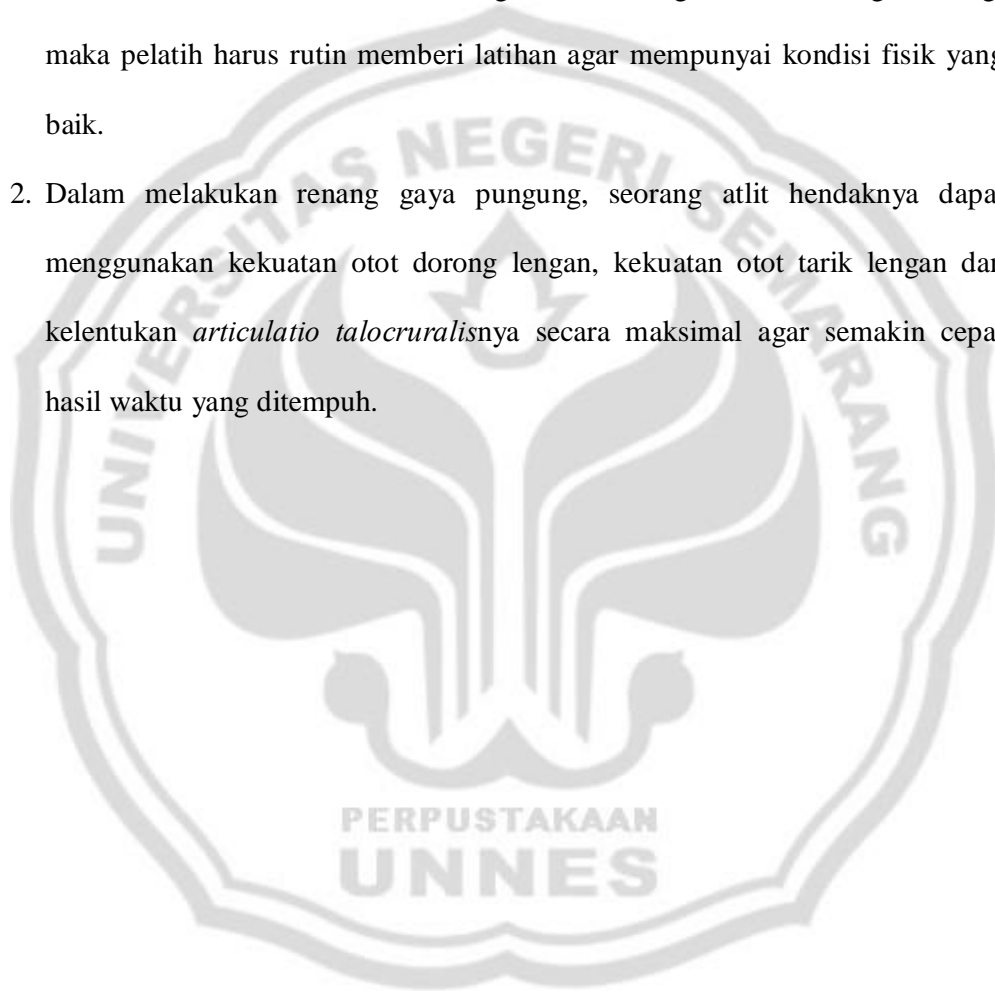 maka pelatih harus rutin memberi latihan agar mempunyai kondisi fisik yang
baik.
2. Dalam melakukan renang gaya pungung, seorang atlit hendaknya dapa
menggunakan kekuatan otot dorong lengan, kekuatan otot tarik lengan dan
kelentukan articulatio talocruralisnya secara maksimal agar semakin cepa
hasil waktu yang ditempuh.
UNIVERSITAS NEGERI SEMARANG
PERPUSTAKAAN
UNNES